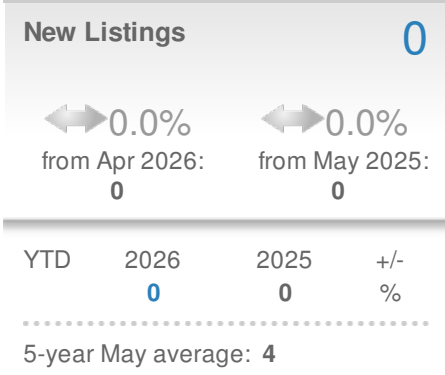 New Listings 0
0.0% 0.0%
from Apr 2026: from May 2025:
0 0
YTD 2026 2025 +/-
0 0 %
5-year May average: 4